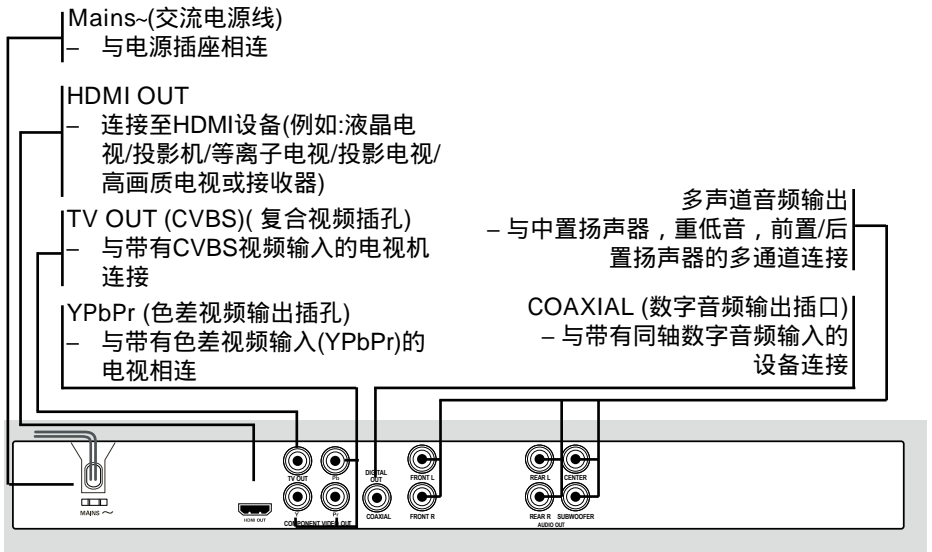 Mains~(交流电源线)
– 与电源插座相连
HDMI OUT
– 连接至HDMI设备(例如:液晶电
视/投影机/等离子电视/投影电视/
高画质电视或接收器)
TV OUT (CVBS)( 复合视频插孔)
– 与带有CVBS视频输入的电视机
连接
YPbPr (色差视频输出插孔)
– 与带有色差视频输入(YPbPr)的
电视相连
多声道音频输出
– 与中置扬声器，重低音，前置/后
置扬声器的多通道连接
COAXIAL (数字音频输出插口)
– 与带有同轴数字音频输入的
设备连接
MAINS ~
HDMI OUT
TV OUT
Pb
Y
Pr
COMPONENT VIDEO OUT
DIGITAL
OUT
COAXIAL
FRONT L
FRONT R
REAR L
CENTER
REAR R
SUBWOOFER
AUDIO OUT